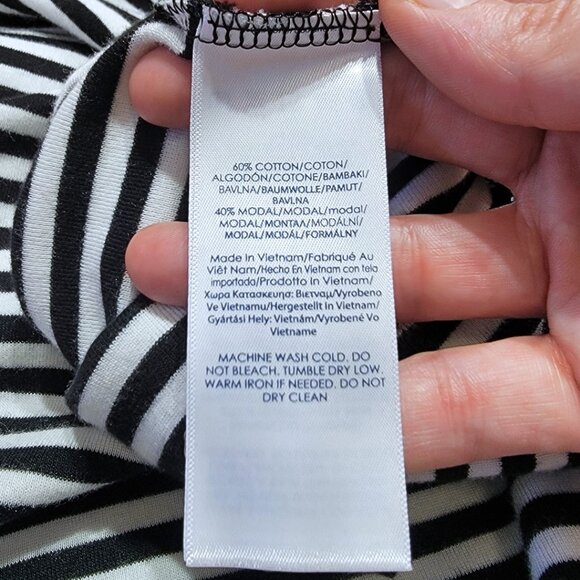 60% COTTON/COTON/
ALGODÓN/COTONE/BAMBAKI/
BAVLNA/BAUMWOLLE/PAMUT/
BAVLNA
40% MODAL/MODAL/modal/
MODAL/ΜΟΝΤΑΛ/MODÁLNÍ/
MODAL/MODÁL/FORMÁLNY
Made In Vietnam/Fabriqué Au
Viêt Nam/Hecho En Vietnam con tela
importada/Prodotto In Vietnam/
Χωρα Κατασκευης: Βιετναμ/Vyrobeno
Ve Vietnamu/Hergestellt In Vietnam/
Gyártási Hely: Vietnám/Vyrobené Vo
Vietname
MACHINE WASH COLD. DO
NOT BLEACH. TUMBLE DRY LOW.
WARM IRON IF NEEDED. DO NOT
DRY CLEAN